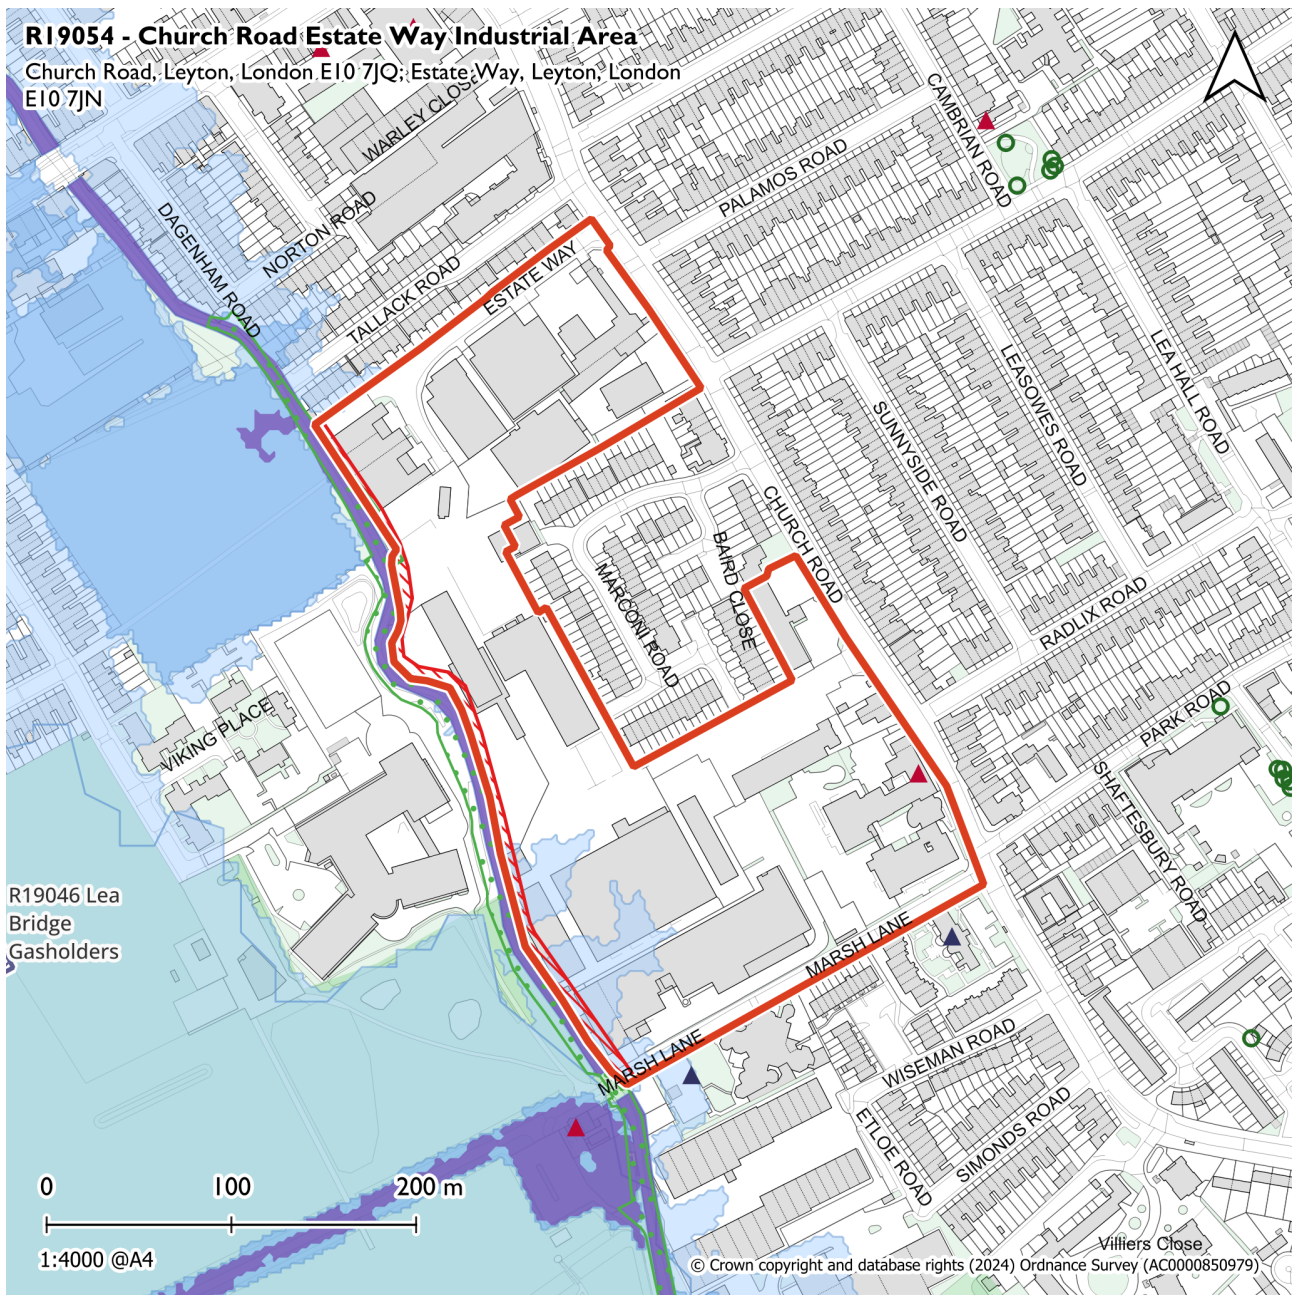 R19054 - Church Road Estate Way Industrial Area
Church Road, Leyton, London E10 7JQ; Estate Way, Leyton, London
E10 7JN
WARLEY CLOSE
CAMBRIAN ROAD
PALAMOS ROAD
DAGENHAM ROAD
NORTON ROAD
TALLACK ROAD
ESTATE WAY
LEA HALL ROAD
LEASOWES ROAD
SUNNYSIDE ROAD
CHURCH ROAD
BAIRD CLOSE
MARCONI ROAD
RADLIX ROAD
PARK ROAD
VIKING PLACE
SHAFTESBURY ROAD
R19046 Lea
Bridge
Gasholders
MARSH LANE
MARSH LANE
WISEMAN ROAD
ETLOE ROAD
SIMONDS ROAD
0 100 200 m
1:4000 @A4
Villiers Close
© Crown copyright and database rights (2024) Ordnance Survey (AC0000850979)